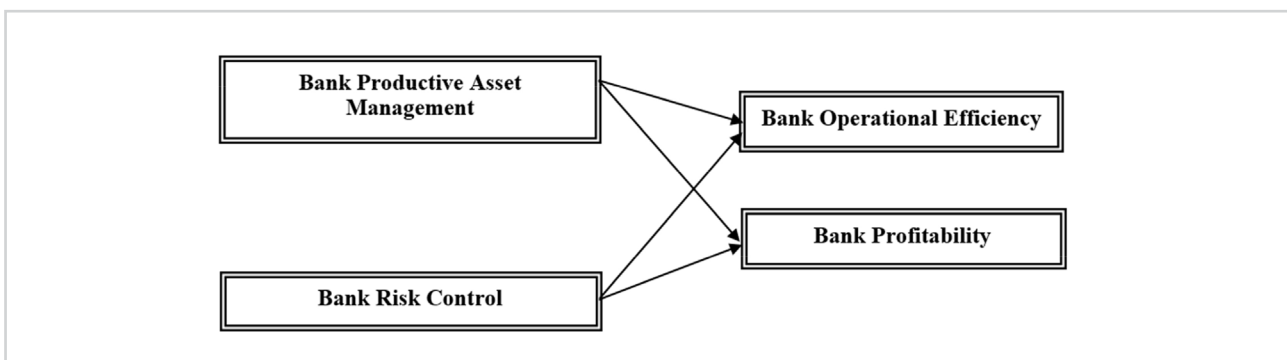 Bank Productive Asset
Management
Bank Operational Efficiency
Bank Profitability
Bank Risk Control